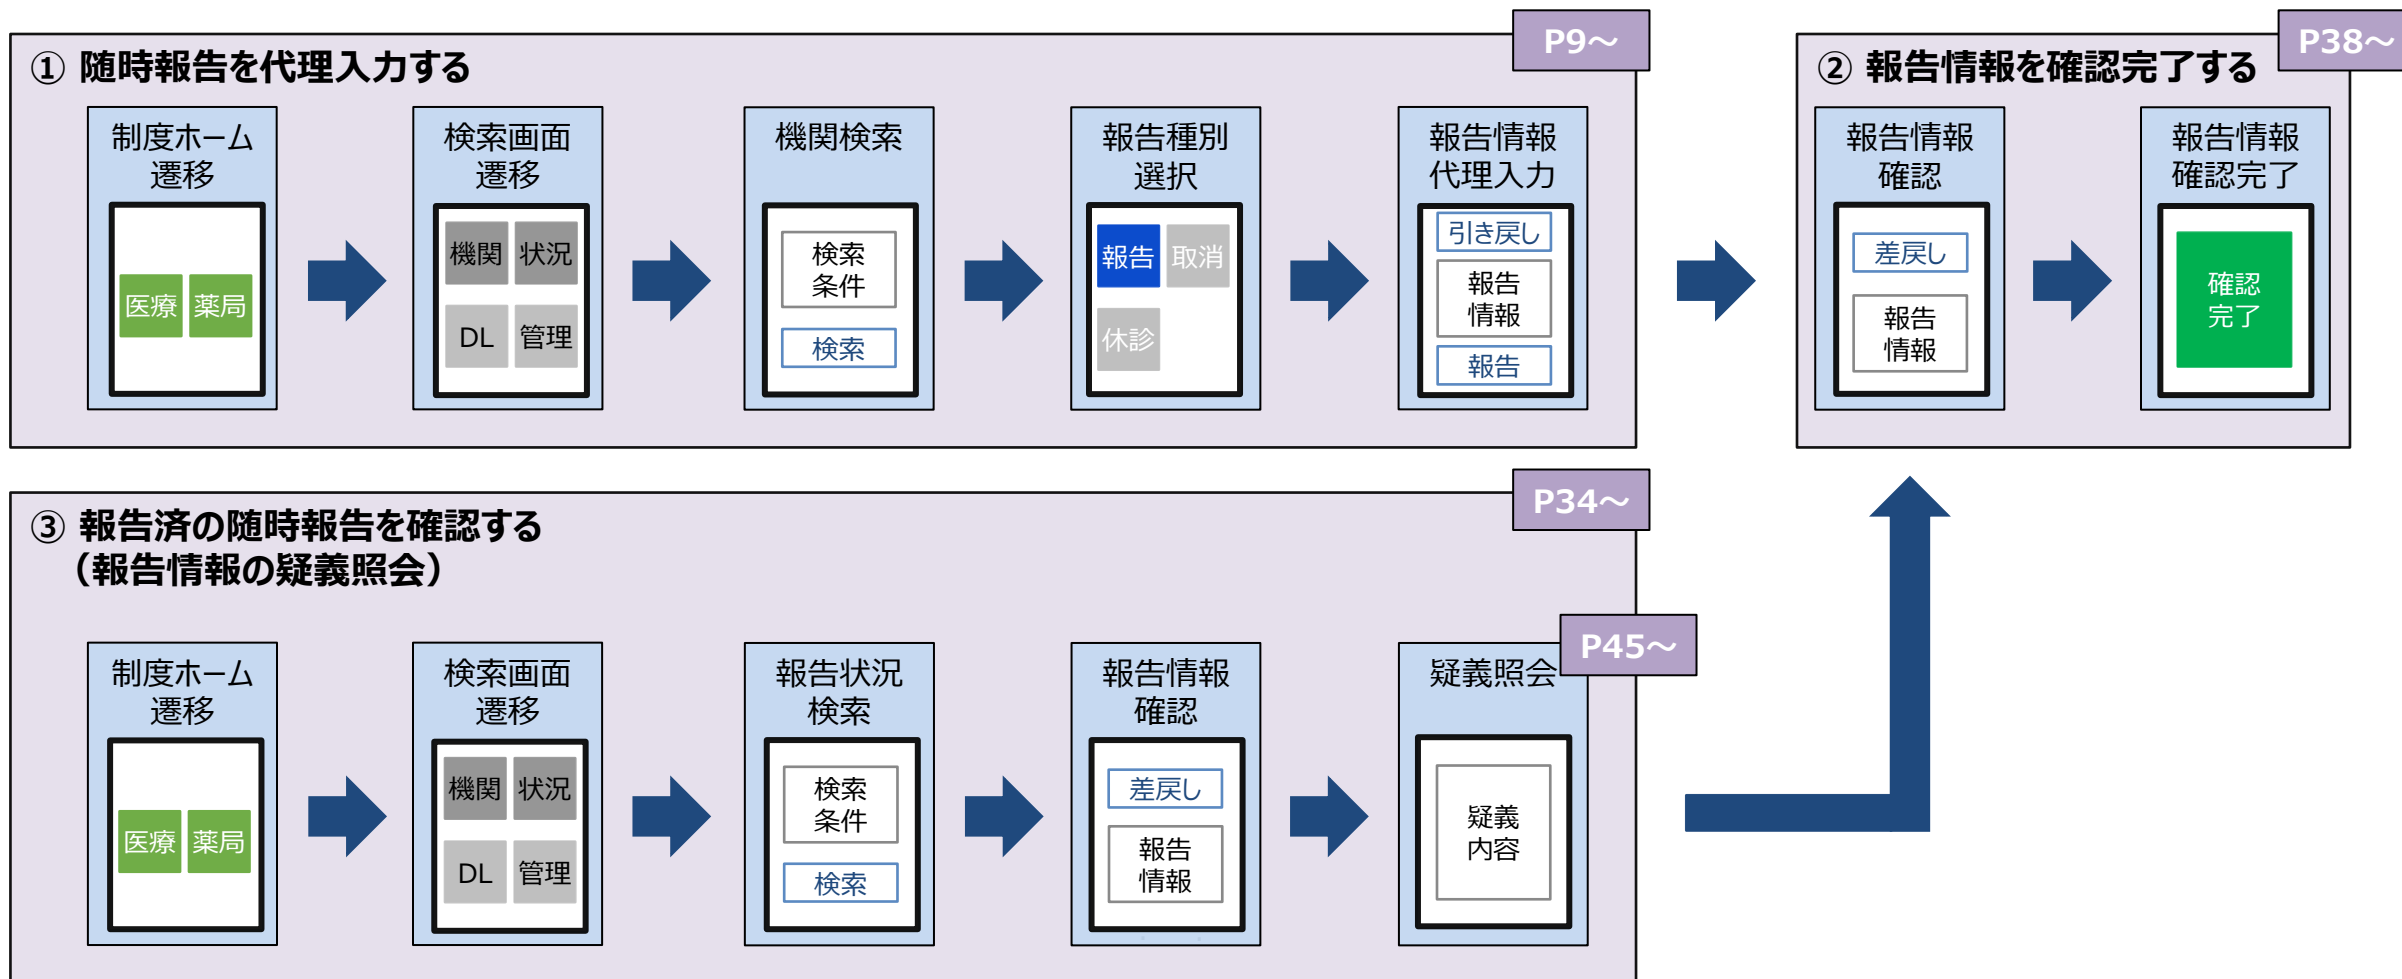 P9～
① 随時報告を代理入力する
制度ホーム
遷移
医療 薬局
検索画面
遷移
機関 状況
DL 管理
機関検索
検索
条件
検索
報告種別
選択
報告 取消
休診
報告情報
代理入力
引き戻し
報告
情報
報告
P38～
② 報告情報を確認完了する
報告情報
確認
差戻し
報告
情報
報告情報
確認完了
確認
完了
P34～
③ 報告済の随時報告を確認する
（報告情報の疑義照会）
制度ホーム
遷移
医療 薬局
検索画面
遷移
機関 状況
DL 管理
報告状況
検索
検索
条件
検索
報告情報
確認
差戻し
報告
情報
P45～
疑義照会
疑義
内容